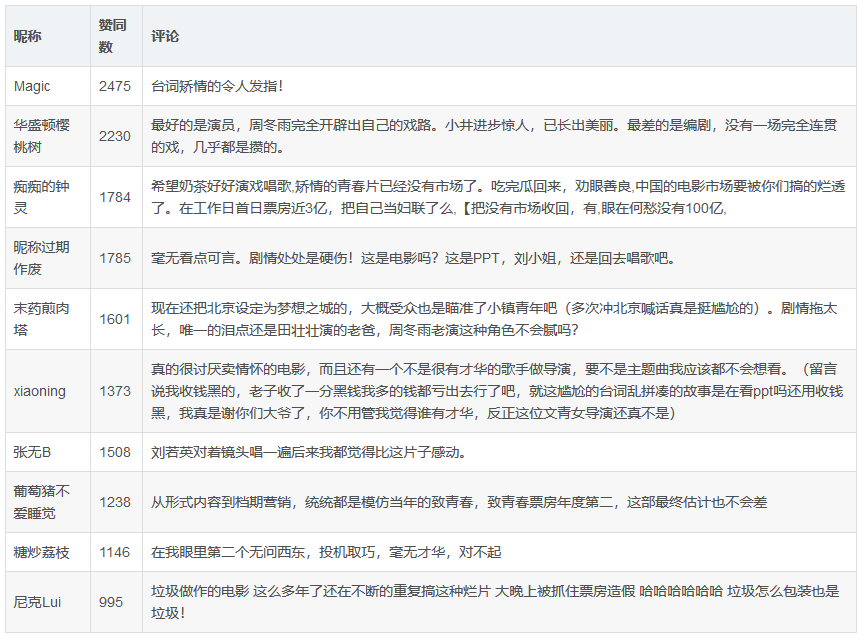 昵称 赞同数 评论
Magic 2475 台词矫情的令人发指！
华盛顿樱桃树 2230 最好的是演员，周冬雨完全开辟出自己的戏路。小井进步惊人，已长出美丽。最差的是编剧，没有一场完全连贯
的戏，几乎都是攒的。
痴痴的钟灵 1784 希望奶茶好好演戏唱歌,矫情的青春片已经没有市场了。吃完瓜回来，劝眼善良,中国的电影市场要被你们搞的烂透
了。在工作日首日票房近3亿，把自己当妇联了么,【把没有市场收回，有,眼在何愁没有100亿,
昵称过期作废 1785 毫无看点可言。剧情处处是硬伤！这是电影吗？这是PPT，刘小姐，还是回去唱歌吧。
末药煎肉塔 1601 现在还把北京设定为梦想之城的，大概受众也是瞄准了小镇青年吧（多次冲北京喊话真是挺尴尬的）。剧情拖太
长，唯一的泪点还是田壮壮演的老爸，周冬雨老演这种角色不会腻吗？
xiaoning 1373 真的很讨厌卖情怀的电影，而且还有一个不是很有才华的歌手做导演，要不是主题曲我应该都不会想看。（留言
说我收钱黑的，老子收了一分黑钱我多的钱都亏出去行了吧，就这尴尬的台词乱拼凑的故事是在看ppt吗还用收钱
黑，我真是谢你们大爷了，你不用管我觉得谁有才华，反正这位文青女导演还真不是）
张无B 1508 刘若英对着镜头唱一遍后来我都觉得比这片子感动。
葡萄猪不爱睡觉 1238 从形式内容到档期营销，统统都是模仿当年的致青春，致青春票房年度第二，这部最终估计也不会差
糖炒荔枝 1146 在我眼里第二个无问西东，投机取巧，毫无才华，对不起
尼克Lui 995 垃圾做作的电影 这么多年了还在不断的重复搞这种烂片 大晚上被抓住票房造假 哈哈哈哈哈哈 垃圾怎么包装也是
垃圾！